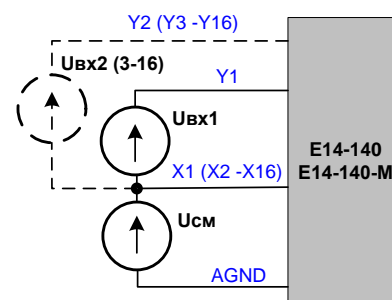 Y2 (Y3 -Y16)
Uвх2 (3-16)
Y1
Uвх1
X1 (X2 -X16)
E14-140
E14-140-M
Uсм
AGND